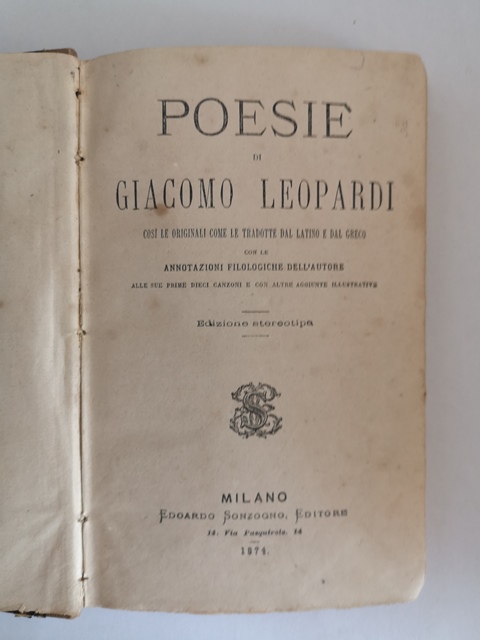 POESIE
DI
GIACOMO LEOPARDI
COSÌ LE ORIGINALI COME LE TRADOTTE DAL LATINO E DAL GRECO
CON LE
ANNOTAZIONI FILOLOGICHE DELL'AUTORE
ALLE SUE PRIME DIECI CANZONI E CON ALTRE AGGIUNTE ILLUSTRATIVE
Edizione stereotipa
ES
MILANO
EDOARDO SONZOGNO, EDITORE
14. Via Pasquirolo. 14
1874.